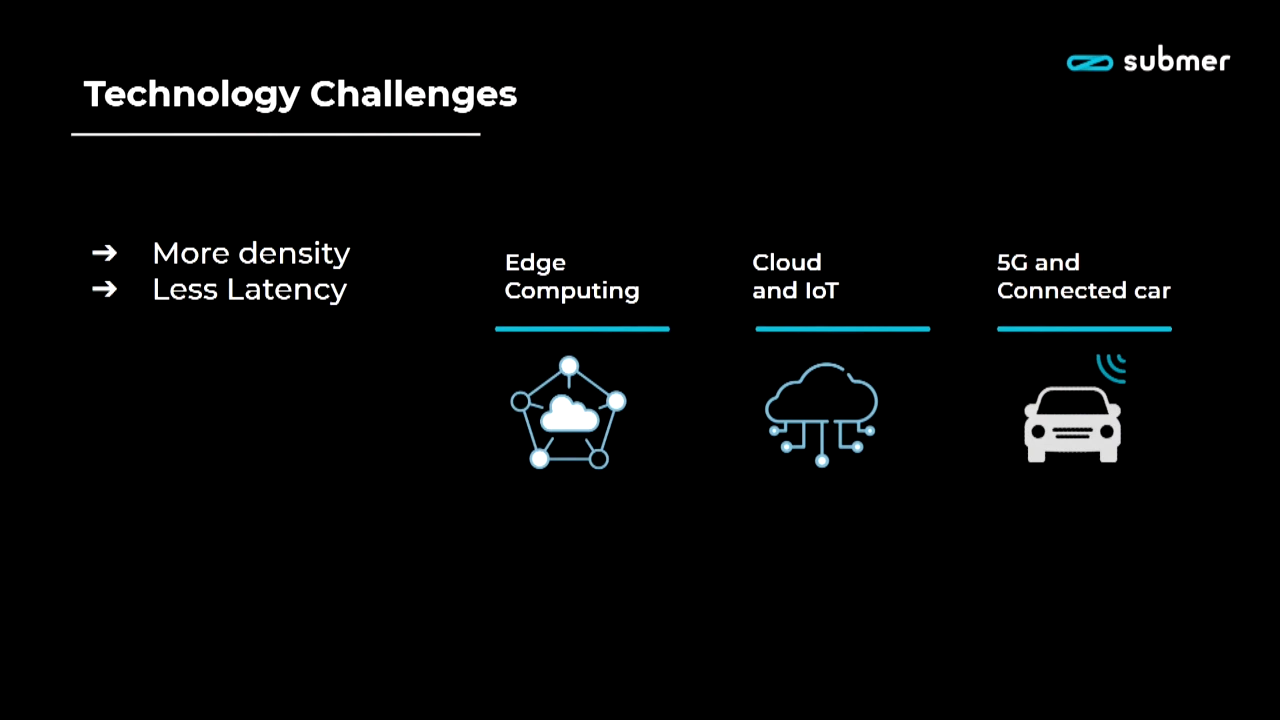 submer
Technology Challenges
➔ More density
➔ Less Latency
Edge
Computing
Cloud
and IoT
5G and
Connected car